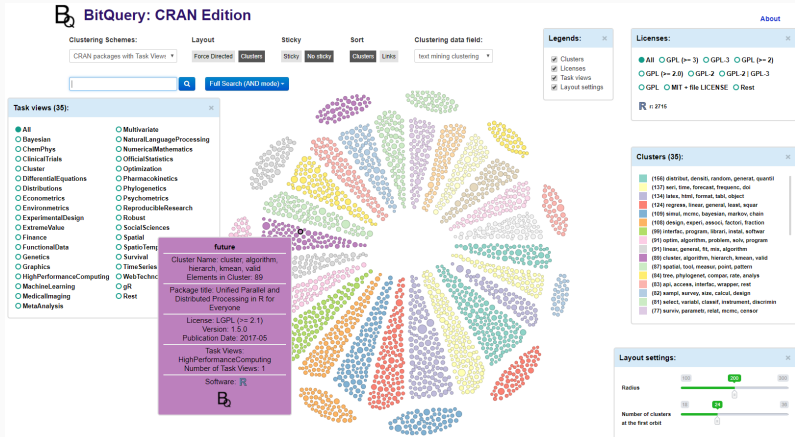 BQ BitQuery: CRAN Edition
About
Clustering Schemes:
Layout
Sticky
Sort
Clustering data field:
CRAN packages with Task Views
Force Directed Clusters
Sticky No sticky
Clusters Links
text mining clustering
Full Search (AND mode)
Legends: ×
Clusters
Licenses
Task views
Layout settings
Licenses: ×
All GPL (>= 3) GPL-3 GPL (>= 2)
GPL (>= 2.0) GPL-2 GPL-2 | GPL-3
GPL MIT + file LICENSE Rest
R: 2715
Task views (35): ×
All
Bayesian
ChemPhys
ClinicalTrials
Cluster
DifferentialEquations
Distributions
Econometrics
Environmetrics
ExperimentalDesign
ExtremeValue
Finance
FunctionalData
Genetics
Graphics
HighPerformanceComputing
MachineLearning
MedicalImaging
MetaAnalysis
Multivariate
NaturalLanguageProcessing
NumericalMathematics
OfficialStatistics
Optimization
Pharmacokinetics
Phylogenetics
Psychometrics
ReproducibleResearch
Robust
SocialSciences
Spatial
SpatioTemp
Survival
TimeSeries
WebTechno
gR
Rest
future
Cluster Name: cluster, algorithm,
hierarch, kmean, valid
Elements in Cluster: 89
Package title: Unified Parallel and
Distributed Processing in R for
Everyone
License: LGPL (>= 2.1)
Version: 1.5.0
Publication Date: 2017-05
Task Views:
HighPerformanceComputing
Number of Task Views: 1
Software: R
BQ
Clusters (35): ×
(156) distribut, densiti, random, general, quantil
(137) seri, time, forecast, frequenc, doi
(134) latex, html, format, tabl, object
(124) regress, linear, general, least, squar
(109) simul, mcmc, bayesian, markov, chain
(108) design, experi, associ, factori, fraction
(99) interfac, program, librari, instal, softwar
(91) optim, algorithm, problem, solv, program
(91) linear, general, fit, mix, algorithm
(89) cluster, algorithm, hierarch, kmean, valid
(87) spatial, tool, measur, point, pattern
(84) tree, phylogenet, compar, rate, analys
(83) api, access, interfac, wrapper, rest
(82) sampl, survey, size, calcul, design
(81) select, variabl, classif, instrument, discrimin
(77) surviv, parametr, relat, mcmc, censor
Layout settings: ×
Radius
200
Number of clusters
at the first orbit
24